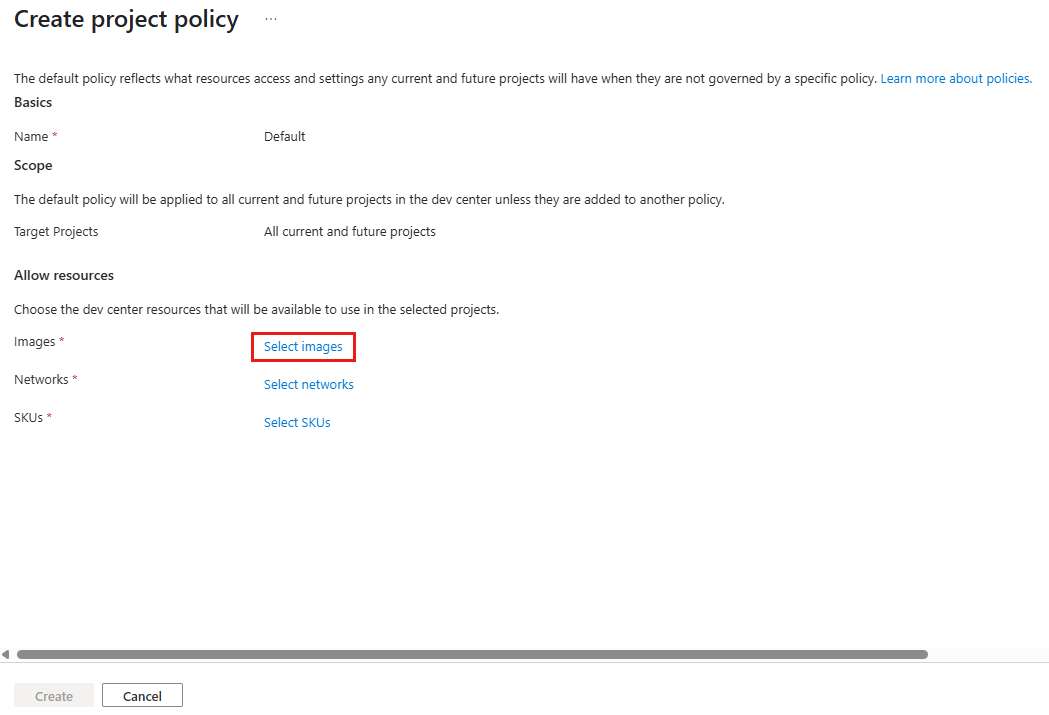 Create project policy ...
The default policy reflects what resources access and settings any current and future projects will have when they are not governed by a specific policy. Learn more about policies.
Basics
Name * Default
Scope
The default policy will be applied to all current and future projects in the dev center unless they are added to another policy.
Target Projects All current and future projects
Allow resources
Choose the dev center resources that will be available to use in the selected projects.
Images * Select images
Networks * Select networks
SKUs * Select SKUs
Create Cancel